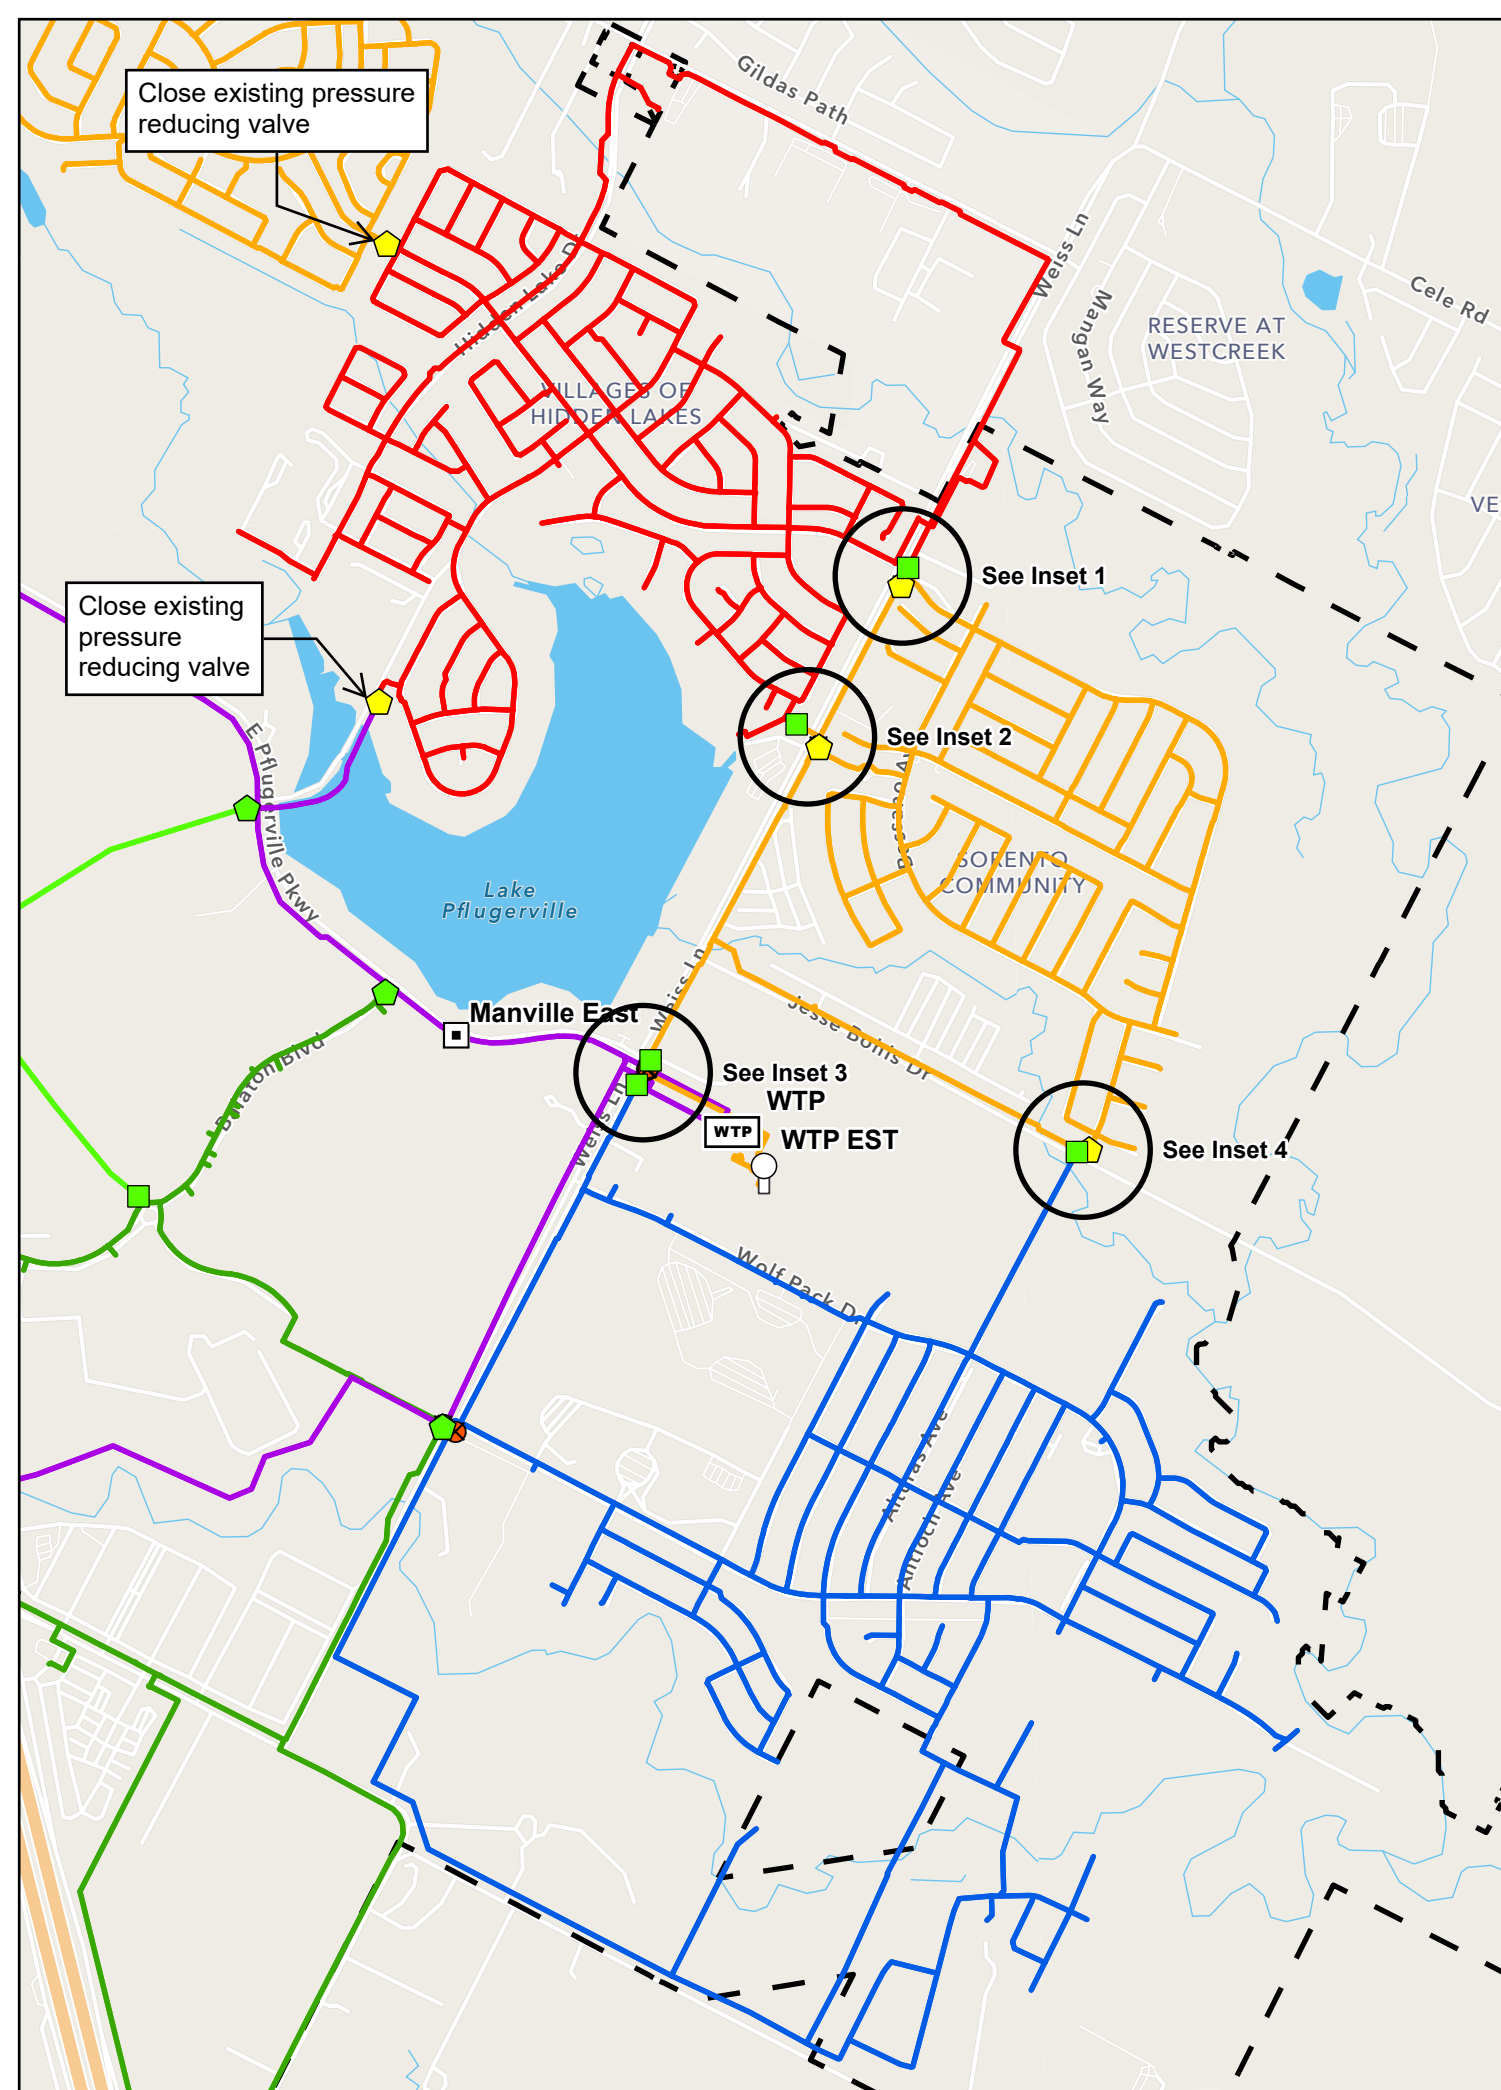 Gildas Path
Close existing pressure
reducing valve
Weiss Ln
Hidden Lake Dr
Cele Rd
Mangan Way
RESERVE AT
WESTCREEK
VILLAGES OF
HIDDEN LAKES
VE
See Inset 1
Close existing
pressure
reducing valve
See Inset 2
E Pflugerville Pkwy
SORENTO
COMMUNITY
Lake
Pflugerville
Weiss Ln
Manville East
Jesse Bohls Dr
See Inset 3
WTP
WTP
WTP EST
See Inset 4
Weiss Ln
Wolf Pack Dr
Alturas Ave
Antioch Ave